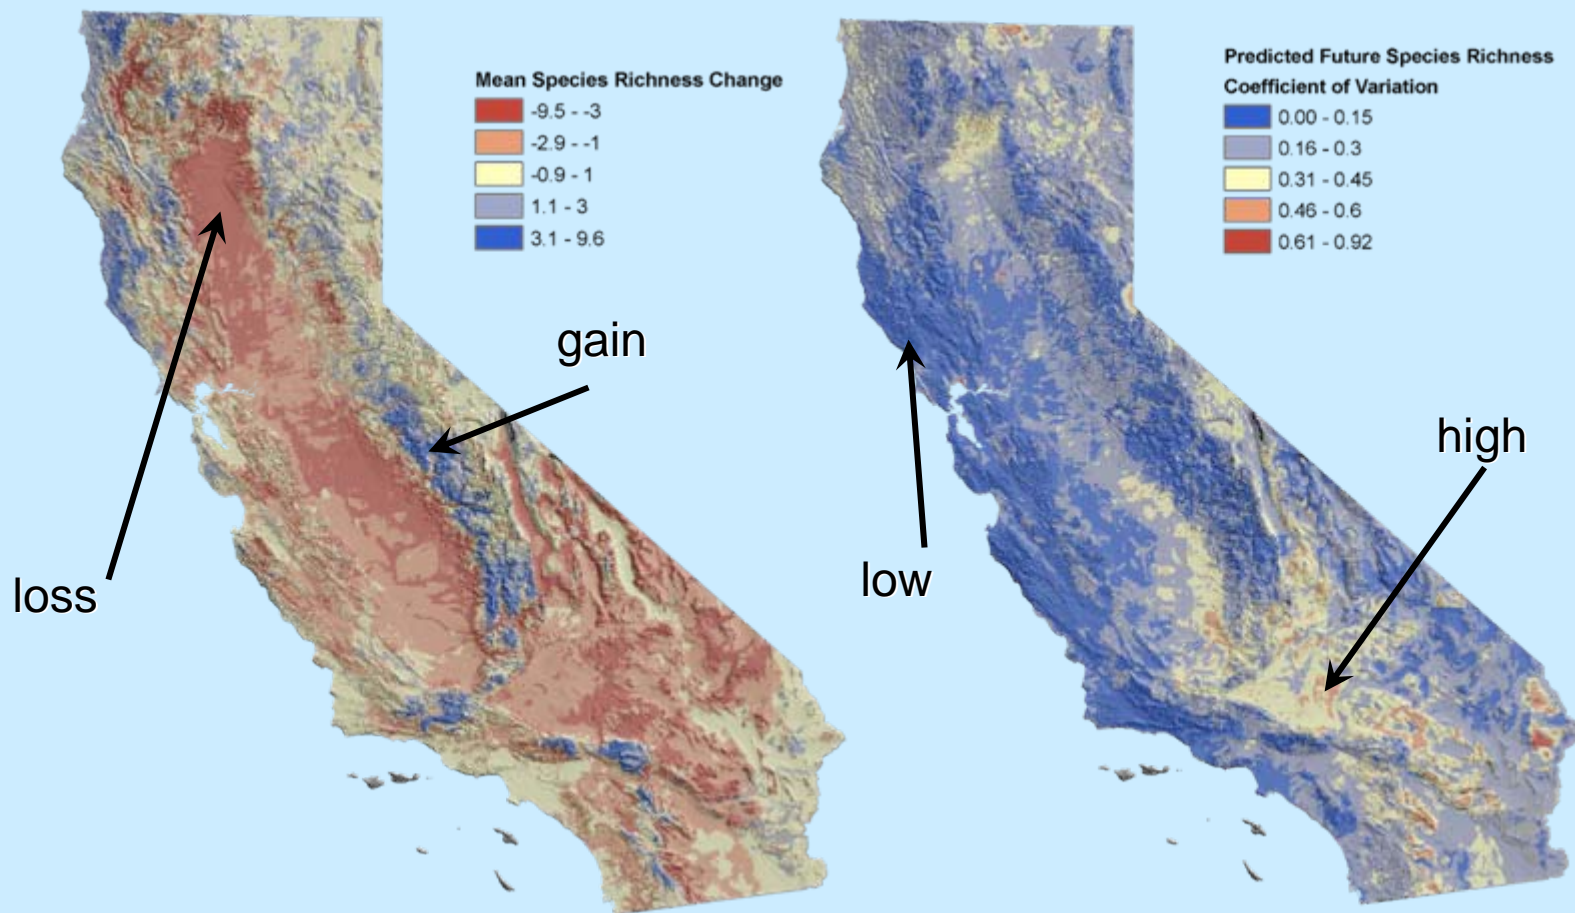 Mean Species Richness Change
-9.5 - -3
-2.9 - -1
-0.9 - 1
1.1 - 3
3.1 - 9.6
gain
loss
Predicted Future Species Richness
Coefficient of Variation
0.00 - 0.15
0.16 - 0.3
0.31 - 0.45
0.46 - 0.6
0.61 - 0.92
high
low